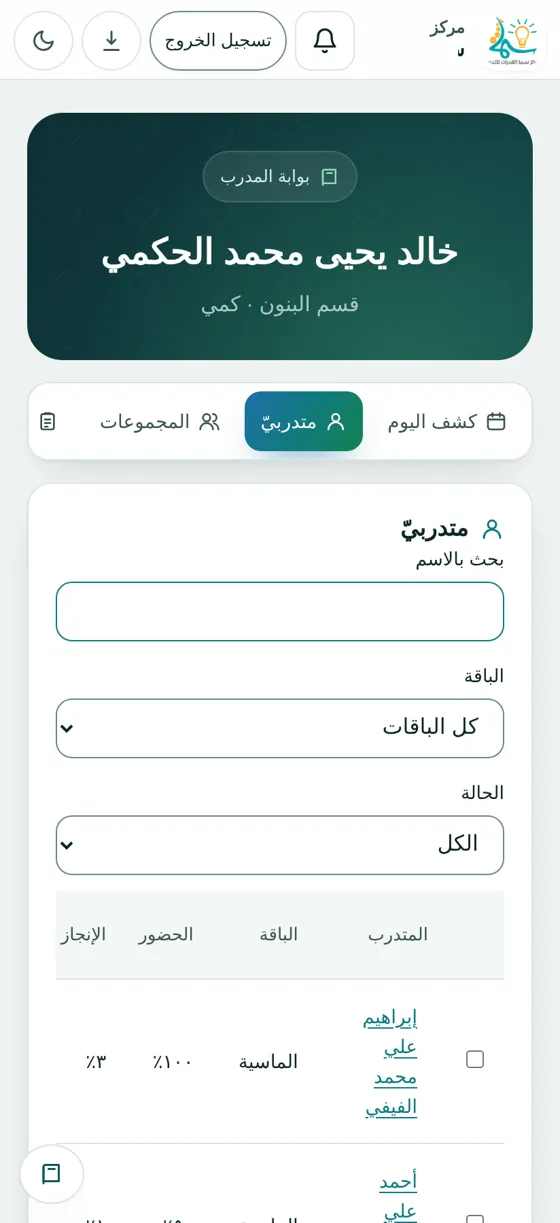 مركز
تسجيل الخروج
بوابة المدرب
خالد يحيى محمد الحكمي
قسم البنون · كمي
كشف اليوم
متدربيّ
المجموعات
متدربيّ
بحث بالاسم
الباقة
كل الباقات
الحالة
الكل
المتدرب الباقة الحضور الإنجاز
إبراهيم
علي
محمد
الفيفي
الماسية ١٠٠٪ ٣٪
أحمد
علي